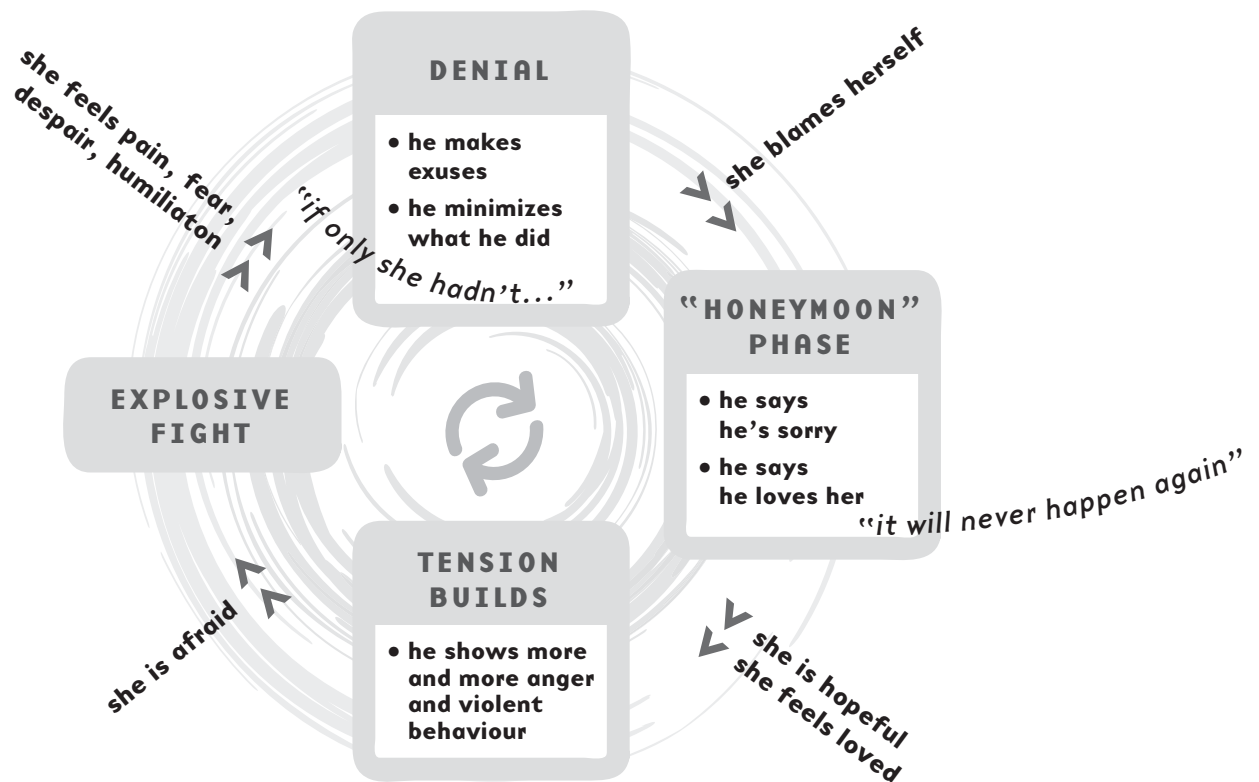 DENIAL
• he makes
exuses
• he minimizes
what he did
"if only she hadn't..."
she blames herself
"HONEYMOON"
PHASE
• he says
he's sorry
• he says
he loves her
"it will never happen again"
she is hopeful
she feels loved
TENSION
BUILDS
• he shows more
and more anger
and violent
behaviour
she is afraid
EXPLOSIVE
FIGHT
she feels pain, fear,
despair, humiliaton